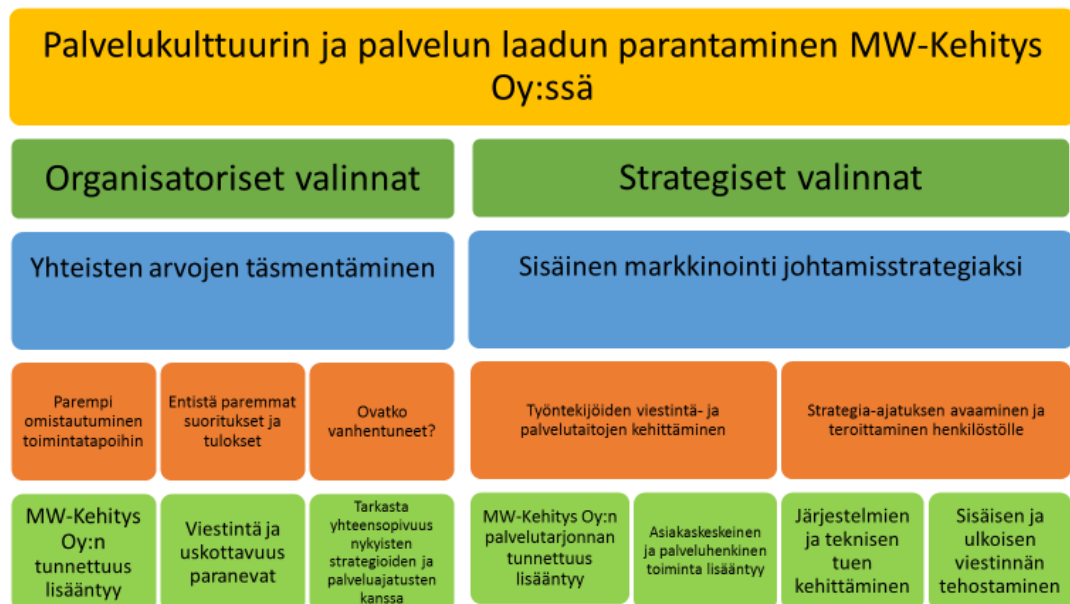 Palvelukulttuurin ja palvelun laadun parantaminen MW-Kehitys
Oy:ssä
Organisatoriset valinnat
Strategiset valinnat
Yhteisten arvojen täsmentäminen
Sisäinen markkinointi johtamisstrategiaksi
Parempi
omistautuminen
toimintatapoihin
Entistä paremmat
suoritukset ja
tulokset
Ovatko
vanhentuneet?
Työntekijöiden viestintä- ja
palvelutaitojen kehittäminen
Strategia-ajatuksen avaaminen ja
teroittaminen henkilöstölle
MW-Kehitys
Oy:n
tunnettuus
lisääntyy
Viestintä ja
uskottavuus
paranevat
Tarkasta
yhteensopivuus
nykyisten
strategioiden ja
palveluajatusten
kanssa
MW-Kehitys Oy:n
palvelutarjonnan
tunnettuus
lisääntyy
Asiakaskeskeinen
ja palveluhenkinen
toiminta lisääntyy
Järjestelmien
ja teknisen
tuen
kehittäminen
Sisäisen ja
ulkoisen
viestinnän
tehostaminen